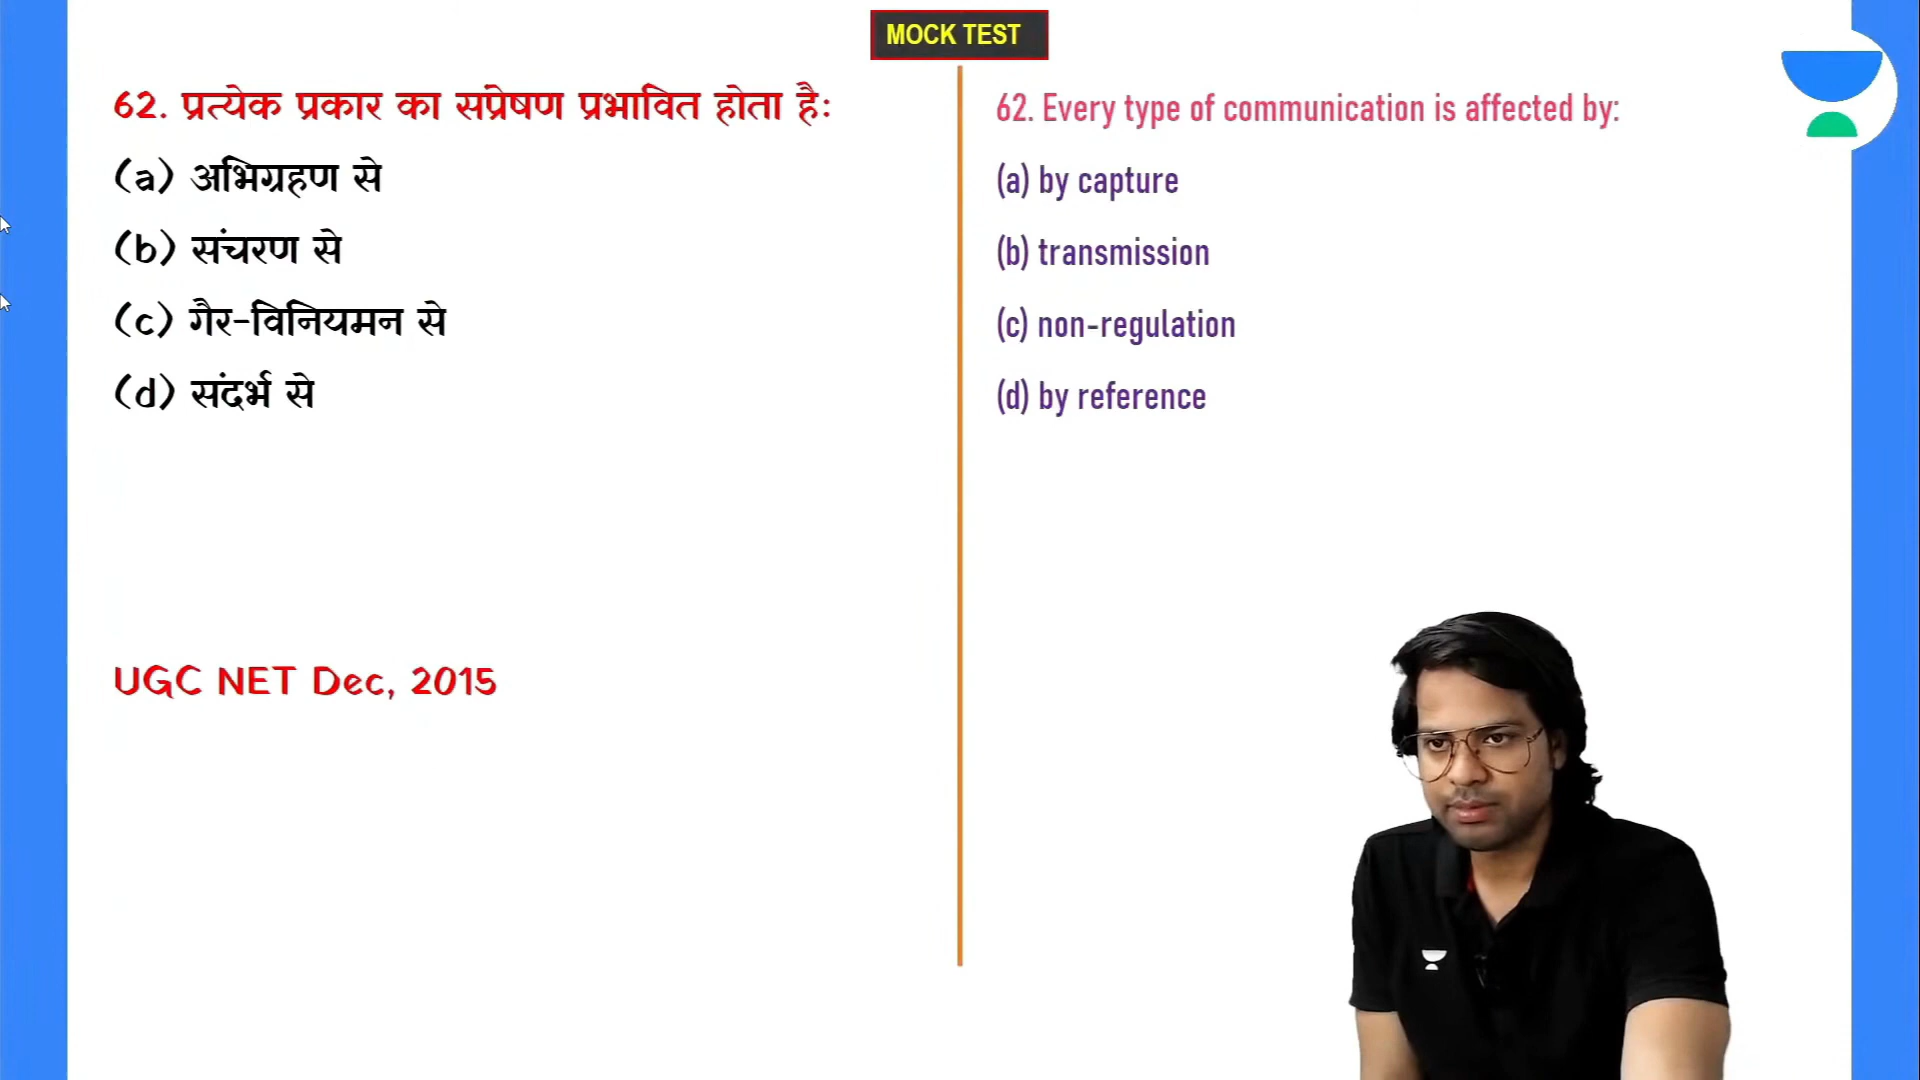 MOCK TEST
62. प्रत्येक प्रकार का सप्रेषण प्रभावित होता है:
(a) अभिग्रहण से
(b) संचरण से
(c) गैर-विनियमन से
(d) संदर्भ से
UGC NET Dec, 2015
62. Every type of communication is affected by:
(a) by capture
(b) transmission
(c) non-regulation
(d) by reference